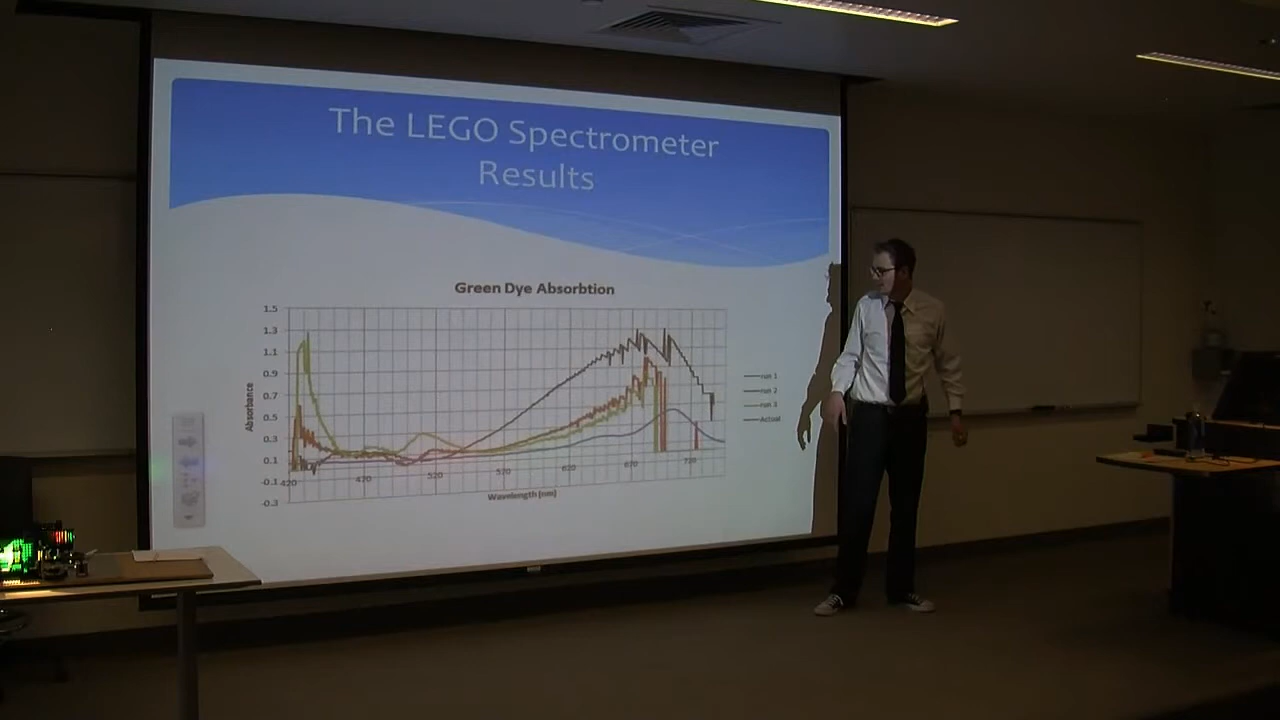 The LEGO Spectrometer
Results
Green Dye Absorbtion
1.5
1.3
1.1
0.9
0.7
0.5
0.3
0.1
-0.1
-0.3
Absorbance
420 470 520 570 620 670 720
Wavelength (nm)
run 1
run 2
run 3
Actual